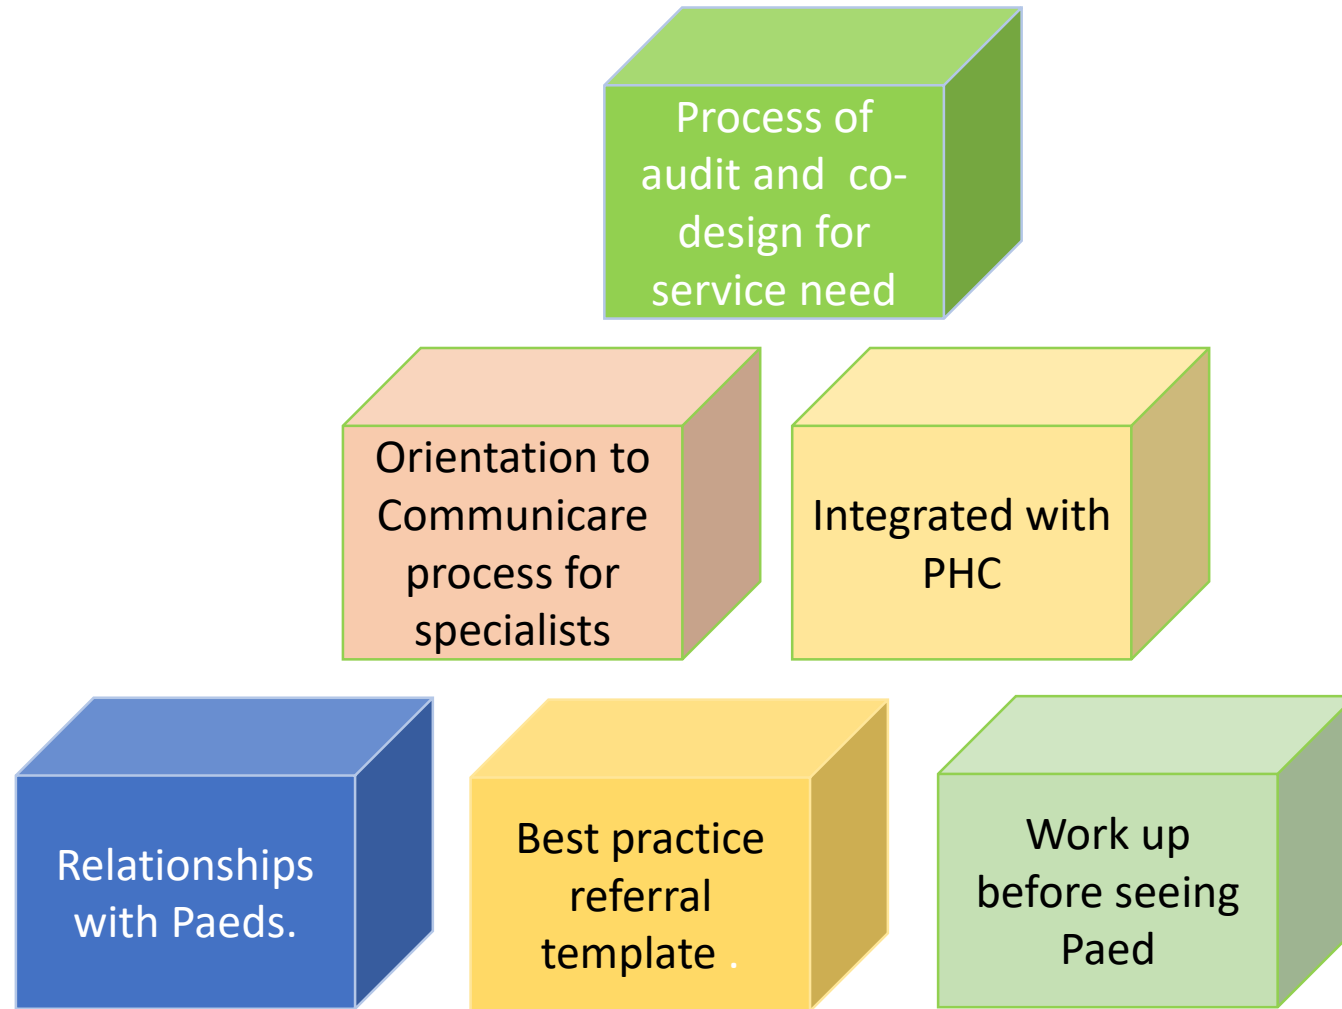 Process of
audit and  co-
design for
service need
Orientation to
Communicare
process for
specialists
Integrated with
PHC
Relationships
with Paeds.
Best practice
referral
template .
Work up
before seeing
Paed